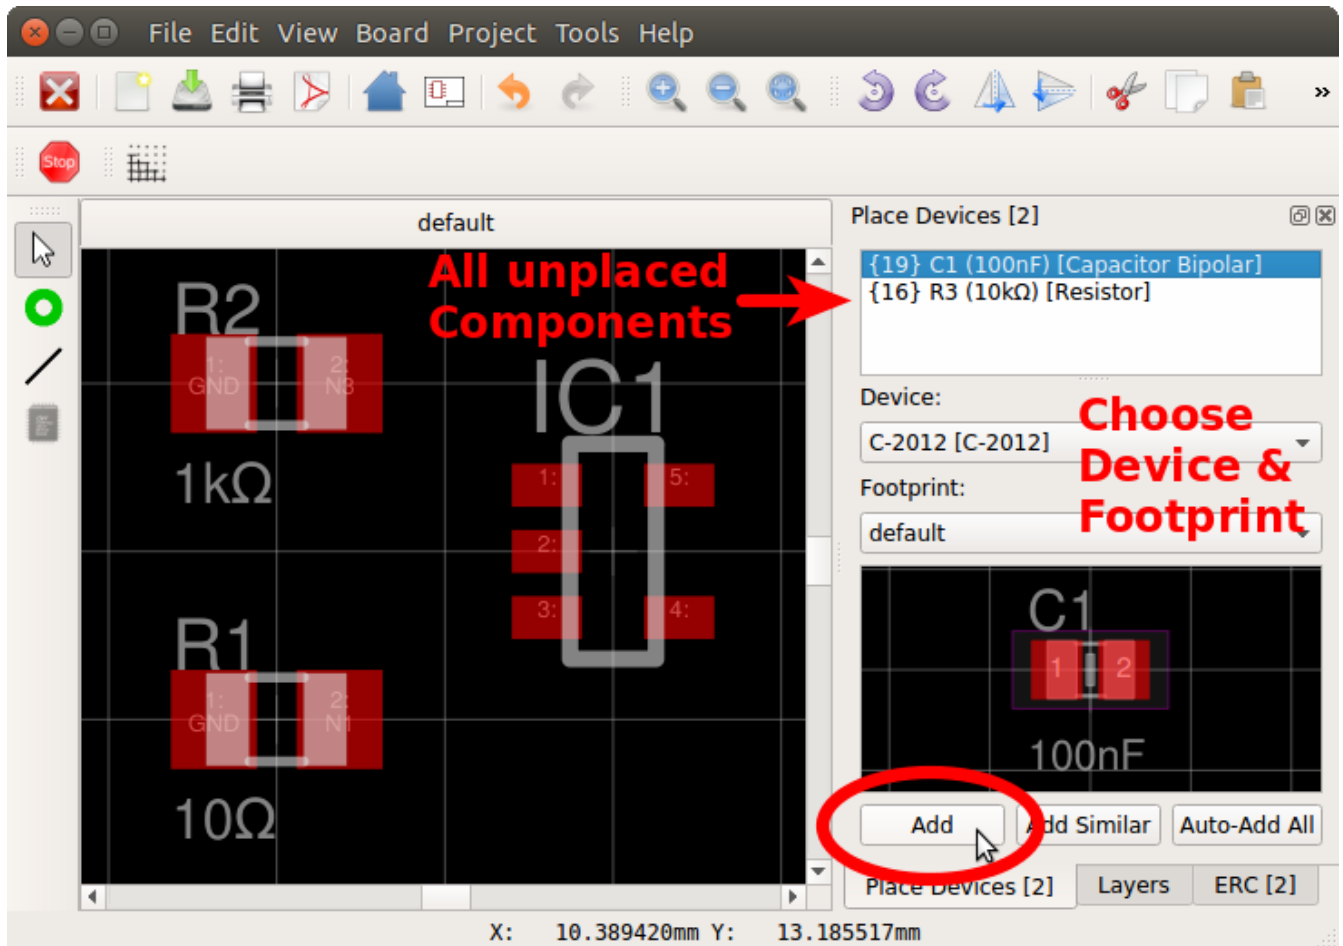 File Edit View Board Project Tools Help
»
Stop
default
Place Devices [2]
All unplaced
Components
{19} C1 (100nF) [Capacitor Bipolar]
{16} R3 (10kΩ) [Resistor]
R2
1:
GND
2:
N3
1kΩ
IC1
1:
2:
3:
5:
4:
R1
1:
GND
2:
N1
10Ω
Device:
C-2012 [C-2012]
Footprint:
default
Choose
Device &
Footprint
C1
1 2
100nF
Add
Add Similar
Auto-Add All
Place Devices [2]
Layers
ERC [2]
X: 10.389420mm Y: 13.185517mm